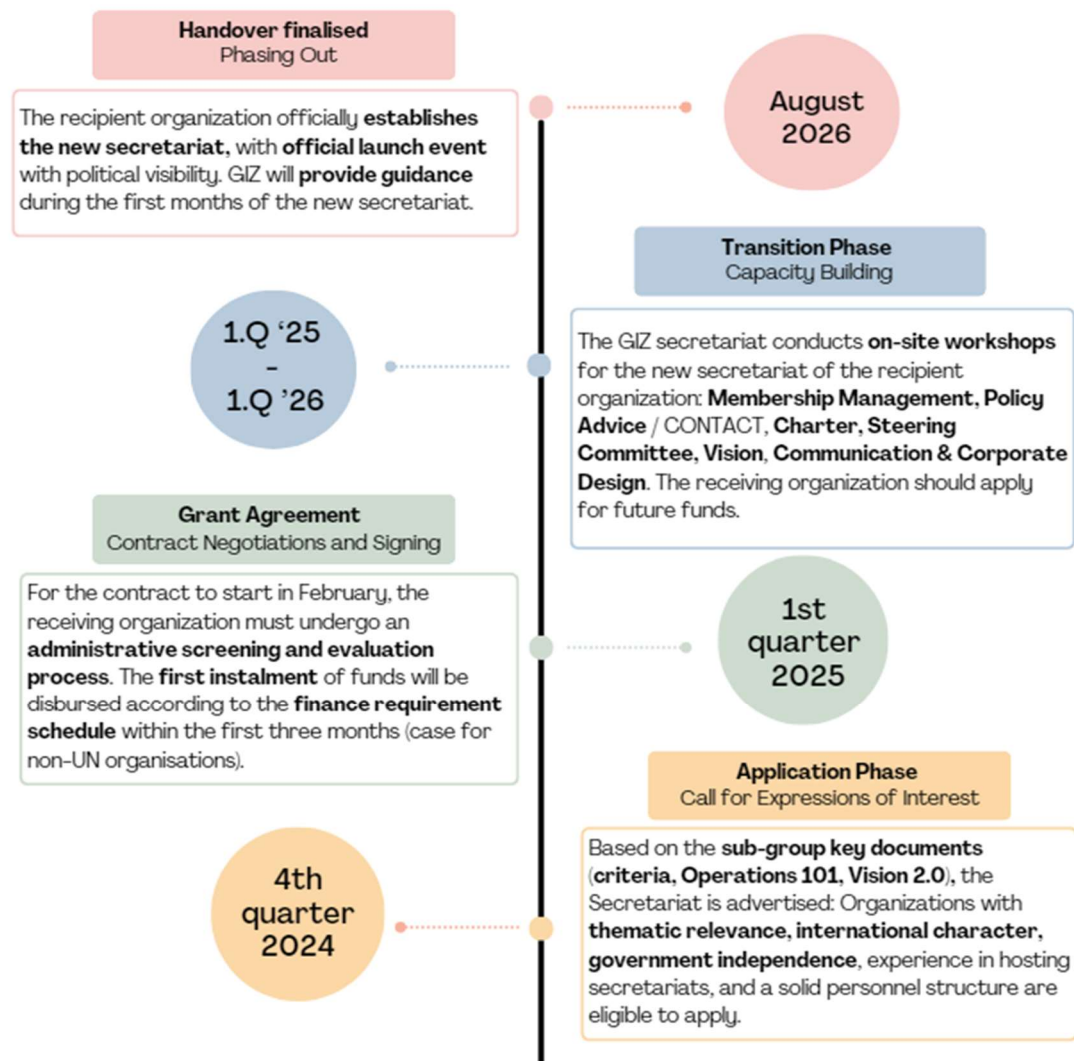 Handover finalised
Phasing Out
August
2026
The recipient organization officially establishes
the new secretariat, with official launch event
with political visibility. GIZ will provide guidance
during the first months of the new secretariat.
Transition Phase
Capacity Building
1.Q ‘25
-
1.Q ’26
The GIZ secretariat conducts on-site workshops
for the new secretariat of the recipient
organization: Membership Management, Policy
Advice / CONTACT, Charter, Steering
Committee, Vision, Communication & Corporate
Design. The receiving organization should apply
for future funds.
Grant Agreement
Contract Negotiations and Signing
For the contract to start in February, the
receiving organization must undergo an
administrative screening and evaluation
process. The first instalment of funds will be
disbursed according to the finance requirement
schedule within the first three months (case for
non-UN organisations).
1st
quarter
2025
Application Phase
Call for Expressions of Interest
4th
quarter
2024
Based on the sub-group key documents
(criteria, Operations 101, Vision 2.0), the
Secretariat is advertised: Organizations with
thematic relevance, international character,
government independence, experience in hosting
secretariats, and a solid personnel structure are
eligible to apply.